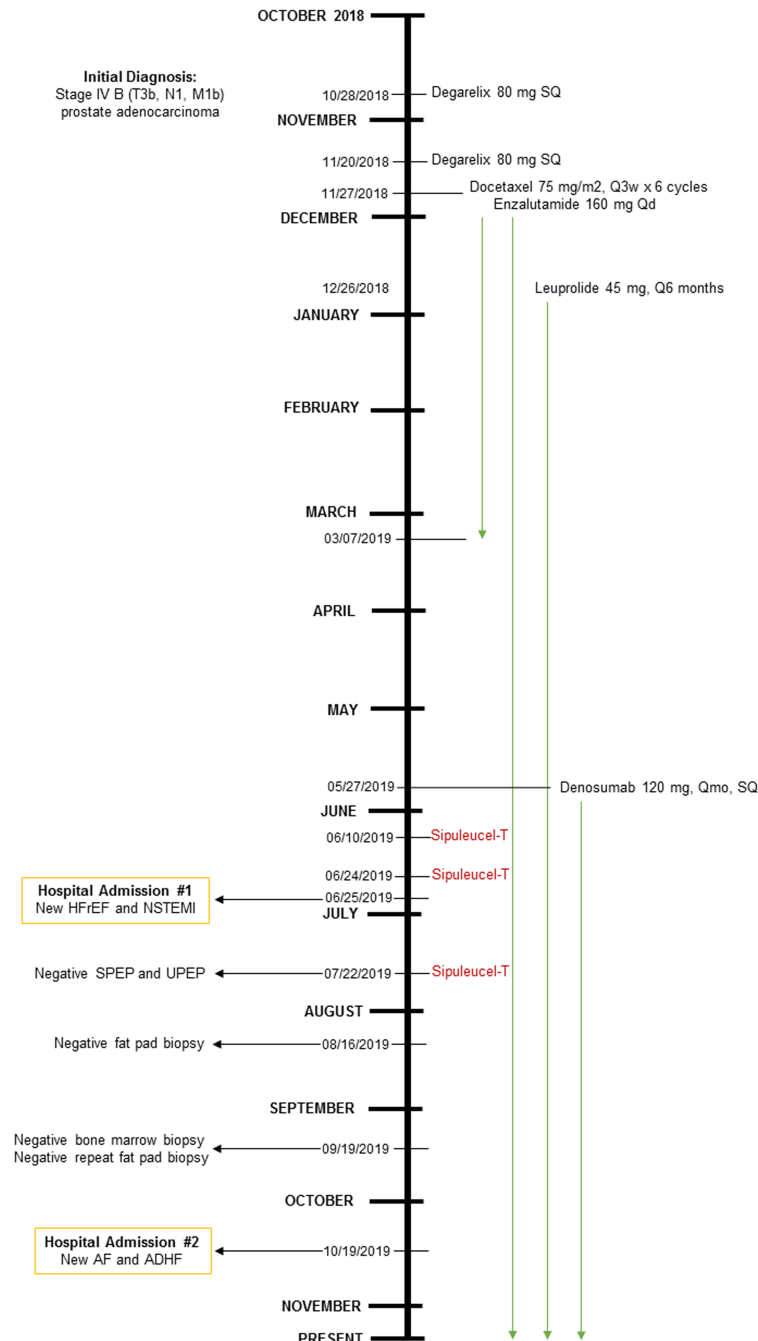 OCTOBER 2018
Initial Diagnosis:
Stage IV B (T3b, N1, M1b)
prostate adenocarcinoma
10/28/2018
Degarelix 80 mg SQ
NOVEMBER
11/20/2018
Degarelix 80 mg SQ
11/27/2018
Docetaxel 75 mg/m2, Q3w x 6 cycles
Enzalutamide 160 mg Qd
DECEMBER
12/26/2018
Leuprolide 45 mg, Q6 months
JANUARY
FEBRUARY
MARCH
03/07/2019
APRIL
MAY
05/27/2019
Denosumab 120 mg, Qmo, SQ
JUNE
06/10/2019
Sipuleucel-T
06/24/2019
Sipuleucel-T
Hospital Admission #1
New HFrEF and NSTEMI
06/25/2019
JULY
Negative SPEP and UPEP
07/22/2019
Sipuleucel-T
AUGUST
Negative fat pad biopsy
08/16/2019
SEPTEMBER
Negative bone marrow biopsy
Negative repeat fat pad biopsy
09/19/2019
OCTOBER
Hospital Admission #2
New AF and ADHF
10/19/2019
NOVEMBER
PRESENT